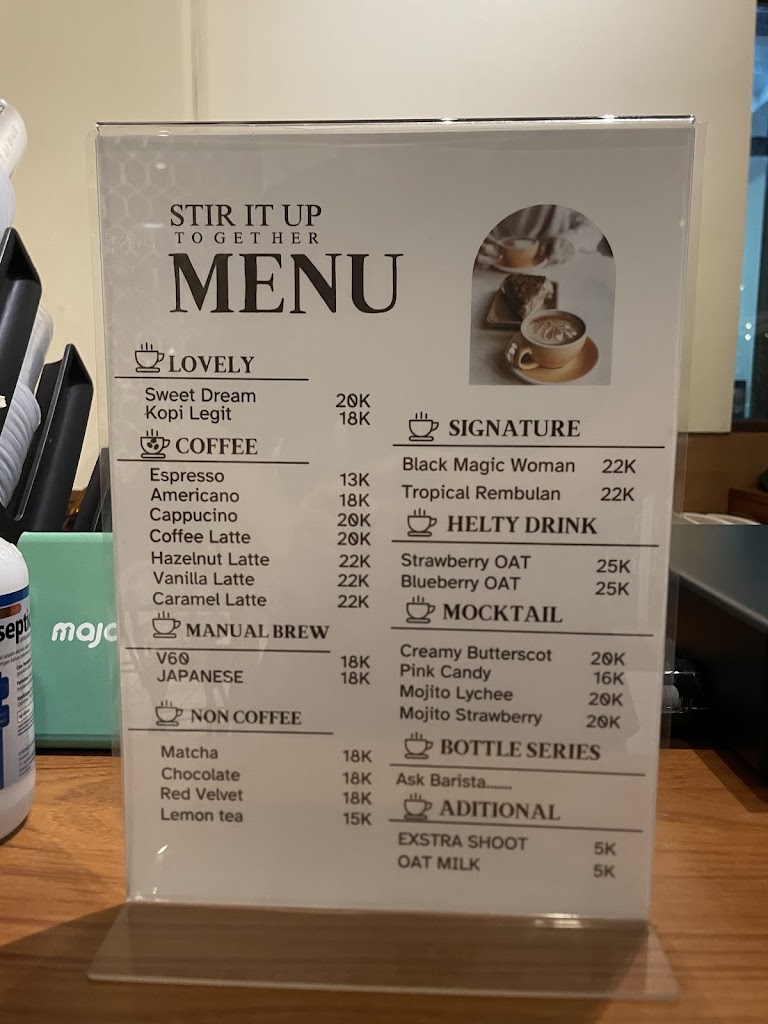 STIR IT UP
TOGETHER
MENU
LOVELY
Sweet Dream 20K
Kopi Legit 18K
COFFEE
Espresso 13K
Americano 18K
Cappucino 20K
Coffee Latte 20K
Hazelnut Latte 22K
Vanilla Latte 22K
Caramel Latte 22K
MANUAL BREW
V60 18K
JAPANESE 18K
NON COFFEE
Matcha 18K
Chocolate 18K
Red Velvet 18K
Lemon tea 15K
SIGNATURE
Black Magic Woman 22K
Tropical Rembulan 22K
HELTY DRINK
Strawberry OAT 25K
Blueberry OAT 25K
MOCKTAIL
Creamy Butterscot 20K
Pink Candy 16K
Mojito Lychee 20K
Mojito Strawberry 20K
BOTTLE SERIES
Ask Barista.......
ADITIONAL
EXSTRA SHOOT 5K
OAT MILK 5K